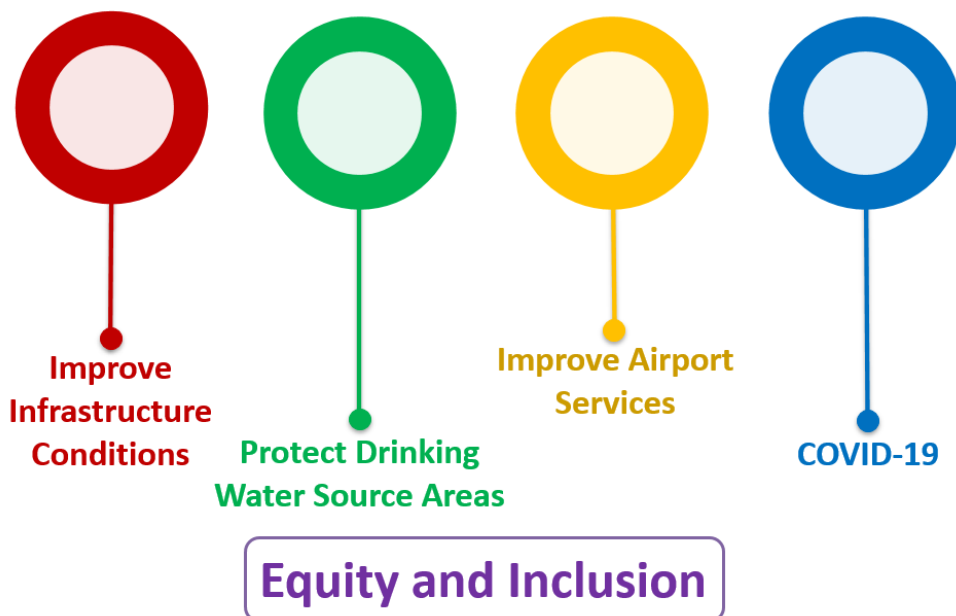 Improve
Infrastructure
Conditions
Protect Drinking
Water Source Areas
Improve Airport
Services
COVID-19
Equity and Inclusion